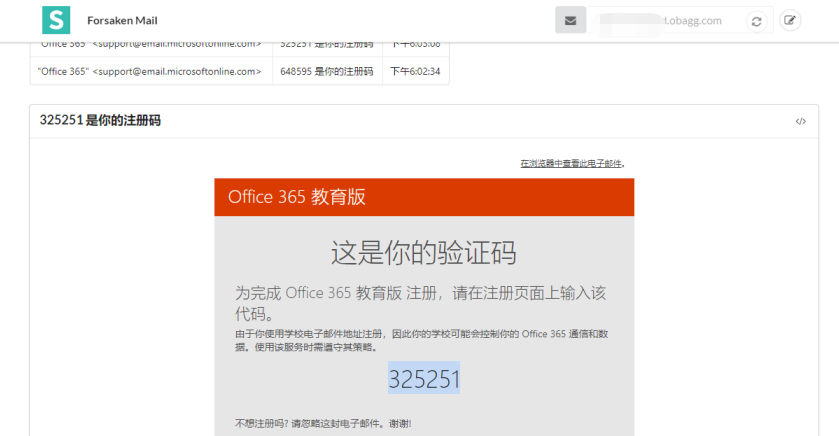 S Forsaken Mail
l.obagg.com
"Office 365" <support@email.microsoftonline.com> 325251 是你的注册码 下午6:03:08
"Office 365" <support@email.microsoftonline.com> 648595 是你的注册码 下午6:02:34
325251 是你的注册码
</>
在浏览器中查看此电子邮件。
Office 365 教育版
这是你的验证码
为完成 Office 365 教育版 注册，请在注册页面上输入该
代码。
由于你使用学校电子邮件地址注册，因此你的学校可能会控制你的 Office 365 通信和数
据。使用该服务时需遵守其策略。
325251
不想注册吗? 请忽略这封电子邮件。谢谢!